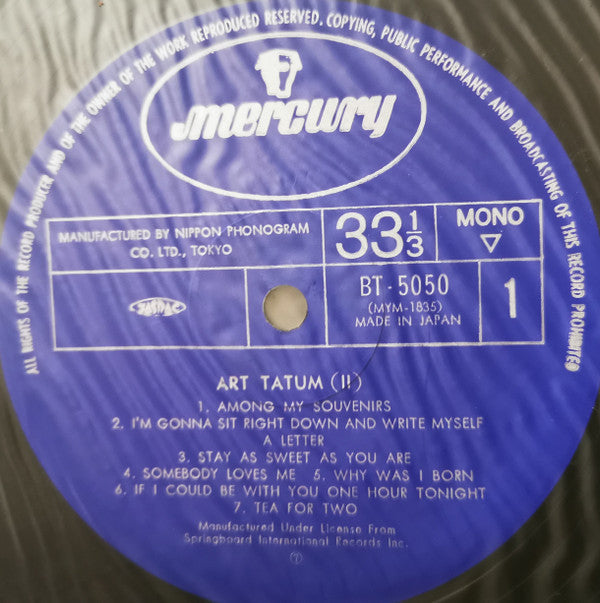 ALL RIGHTS OF THE RECORD PRODUCER AND OF THE OWNER OF THE WORK REPRODUCED RESERVED. COPYING, PUBLIC PERFORMANCE AND BROADCASTING OF THIS RECORD PROHIBITED
mercury
MANUFACTURED BY NIPPON PHONOGRAM
CO. LTD., TOKYO
33 1/3
MONO
▽
JASRAC
BT-5050
(MYM-1835)
MADE IN JAPAN
1
ART TATUM (II)
1. AMONG MY SOUVENIRS
2. I'M GONNA SIT RIGHT DOWN AND WRITE MYSELF
A LETTER
3. STAY AS SWEET AS YOU ARE
4. SOMEBODY LOVES ME 5. WHY WAS I BORN
6. IF I COULD BE WITH YOU ONE HOUR TONIGHT
7. TEA FOR TWO
Manufactured Under License From
Springboard International Records Inc.